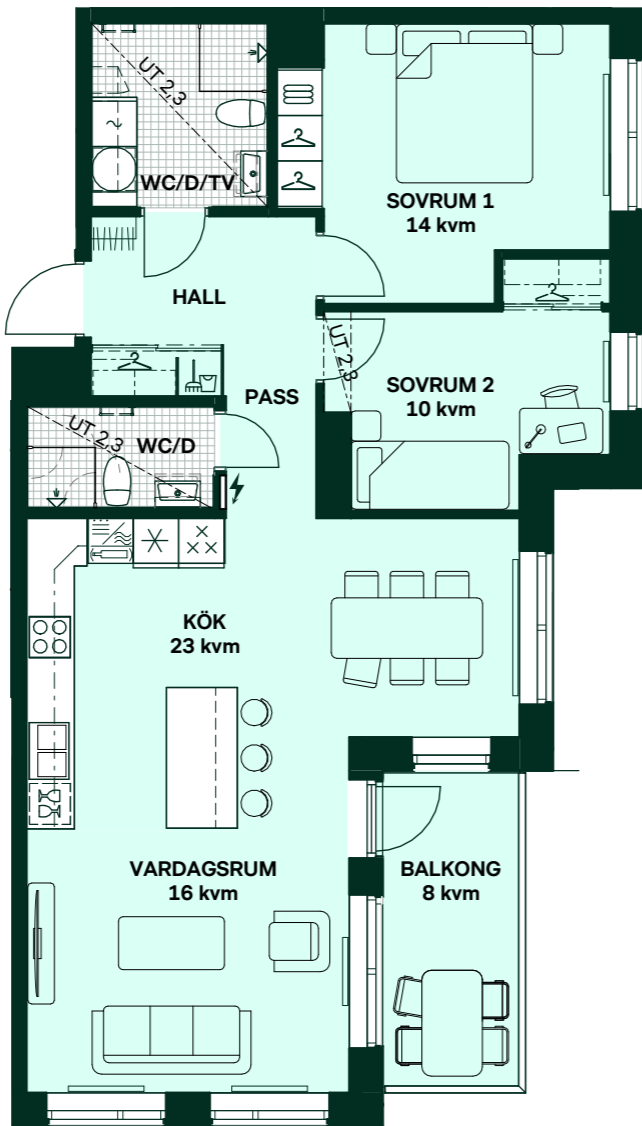 UT 2,3
WC/D/TV
SOVRUM 1
14 kvm
HALL
UT 2,3
SOVRUM 2
10 kvm
PASS
UT 2,3
WC/D
KÖK
23 kvm
VARDAGSRUM
16 kvm
BALKONG
8 kvm